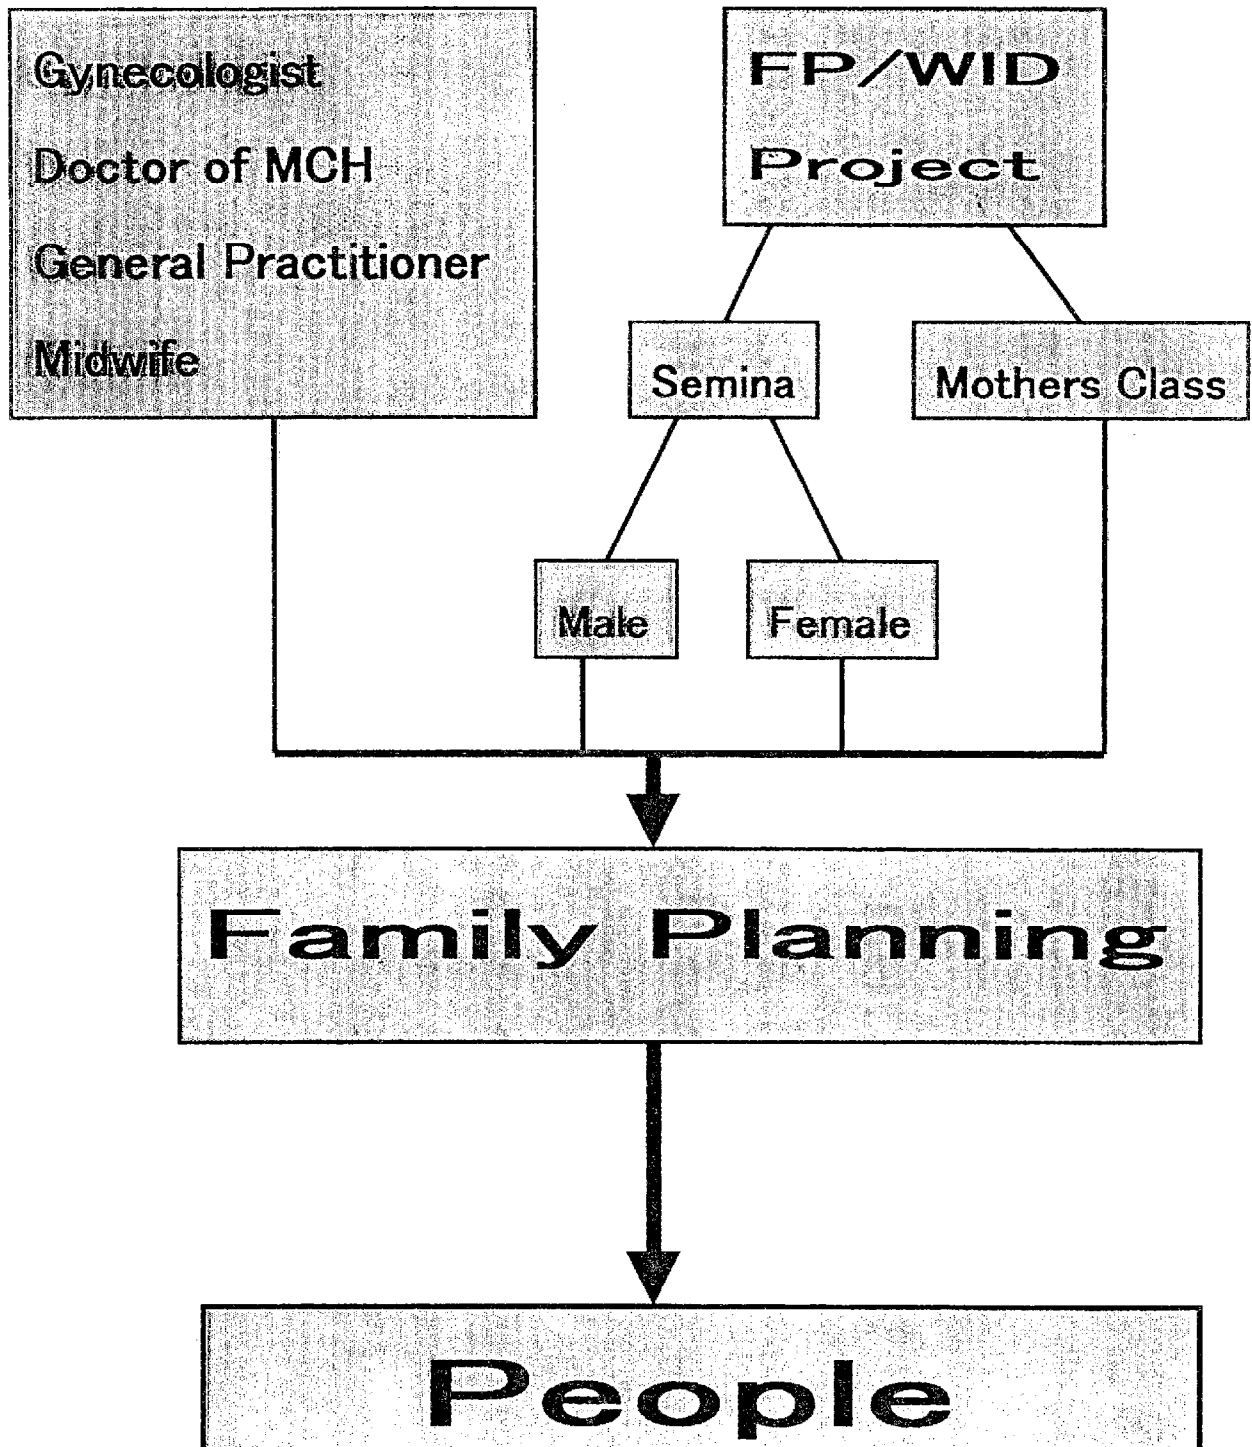 Gynecologist
Doctor of MCH
General Practitioner
Midwife
FP/WID
Project
Semina
Mothers Class
Male
Female
Family Planning
People